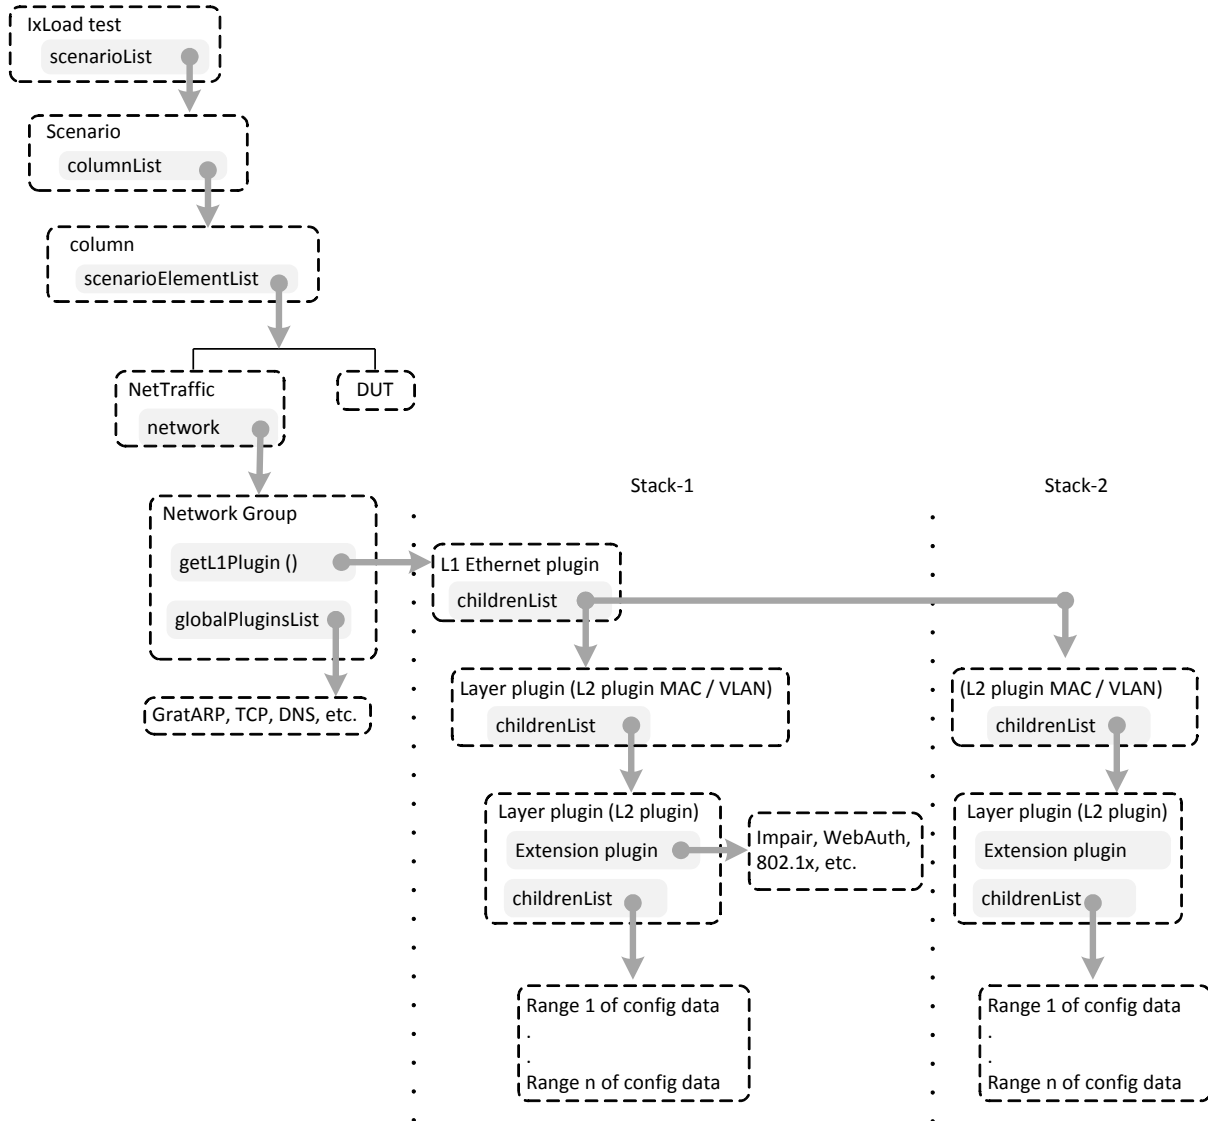 IxLoad test
scenarioList
Scenario
columnList
column
scenarioElementList
NetTraffic
network
DUT
Network Group
getL1Plugin ()
globalPluginsList
GratARP, TCP, DNS, etc.
Stack-1
L1 Ethernet plugin
childrenList
Layer plugin (L2 plugin MAC / VLAN)
childrenList
Layer plugin (L2 plugin)
Extension plugin
childrenList
Impair, WebAuth,
802.1x, etc.
Range 1 of config data
.
.
Range n of config data
Stack-2
(L2 plugin MAC / VLAN)
childrenList
Layer plugin (L2 plugin)
Extension plugin
childrenList
Range 1 of config data
.
.
Range n of config data